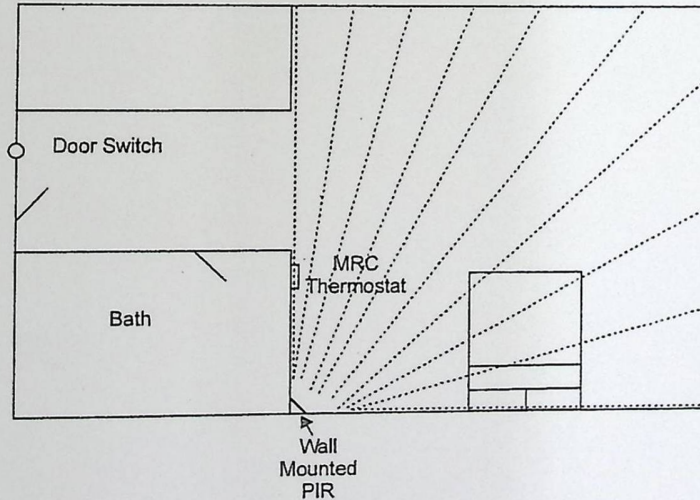 Door Switch
MRC
Thermostat
Bath
Wall
Mounted
PIR